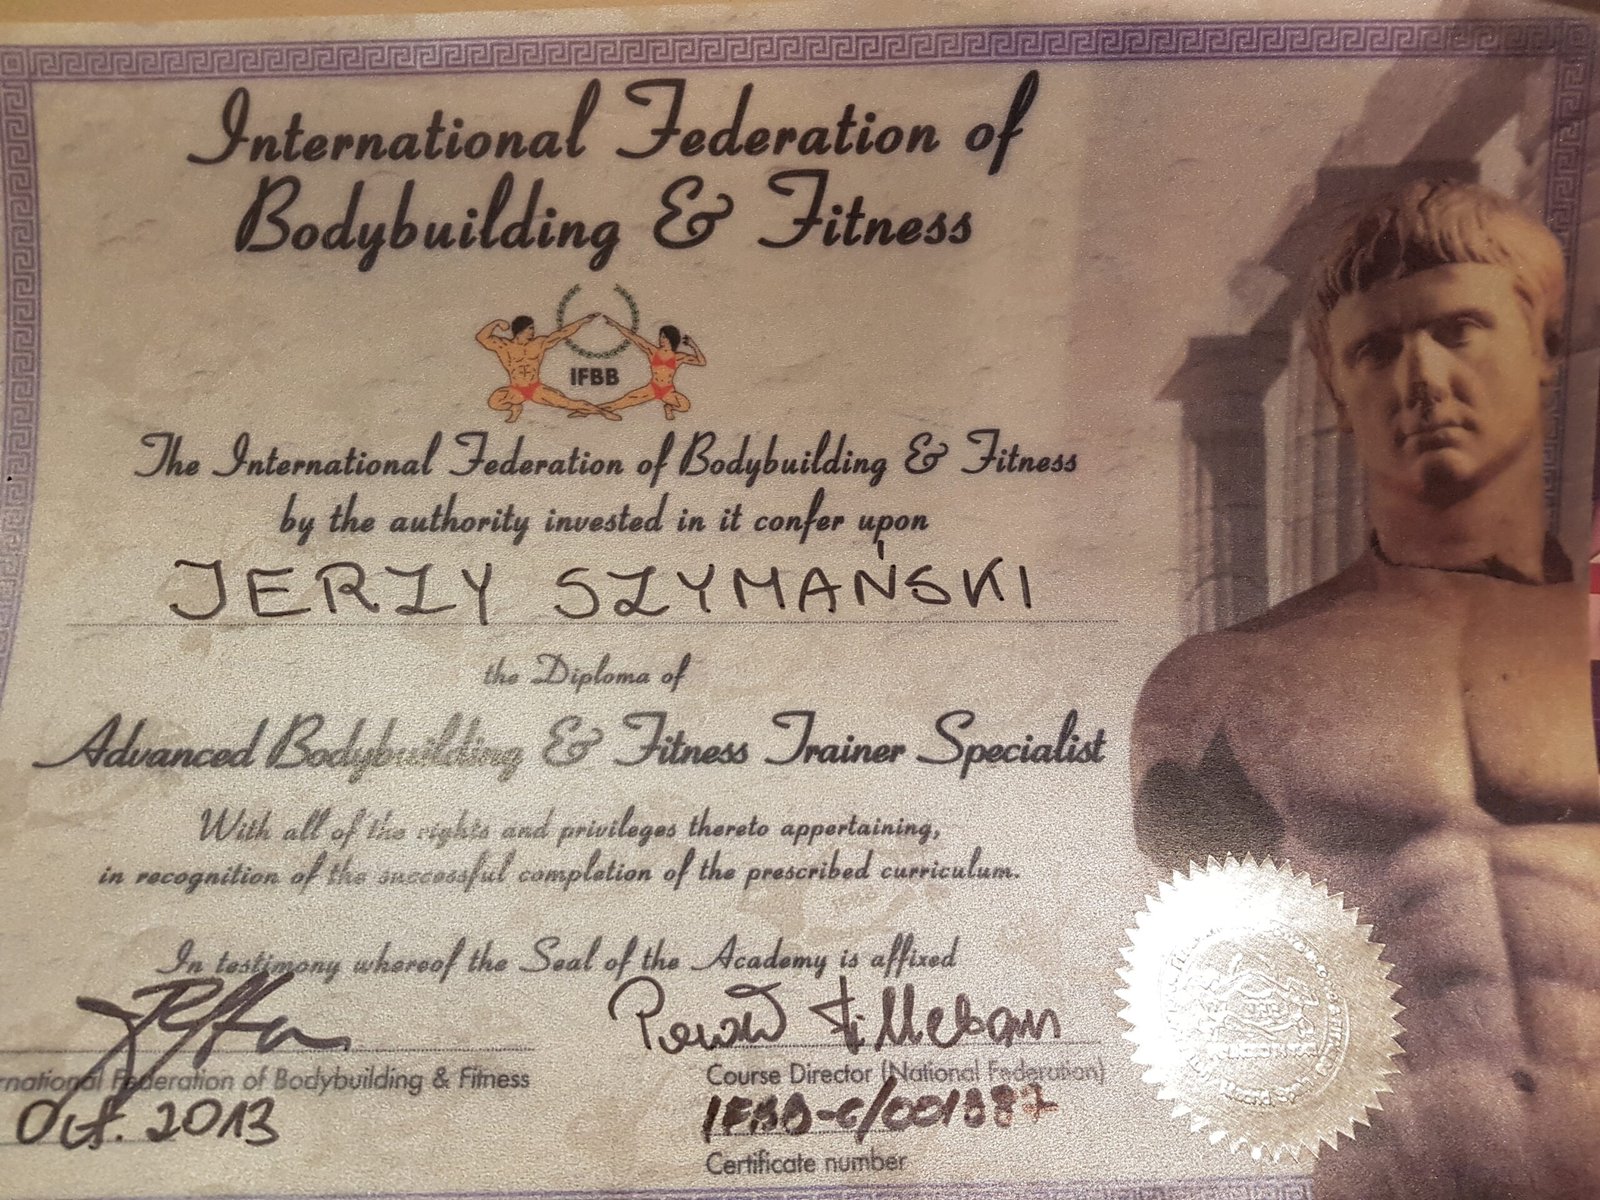 International Federation of
Bodybuilding & Fitness
IFBB
The International Federation of Bodybuilding & Fitness
by the authority invested in it confer upon
JERZY SZYMAŃSKI
the Diploma of
Advanced Bodybuilding & Fitness Trainer Specialist
With all of the rights and privileges thereto appertaining,
in recognition of the successful completion of the prescribed curriculum.
In testimony whereof the Seal of the Academy is affixed
rnational Federation of Bodybuilding & Fitness
Oct. 2013
Course Director (National Federation)
IFBB-C/001387
Certificate number